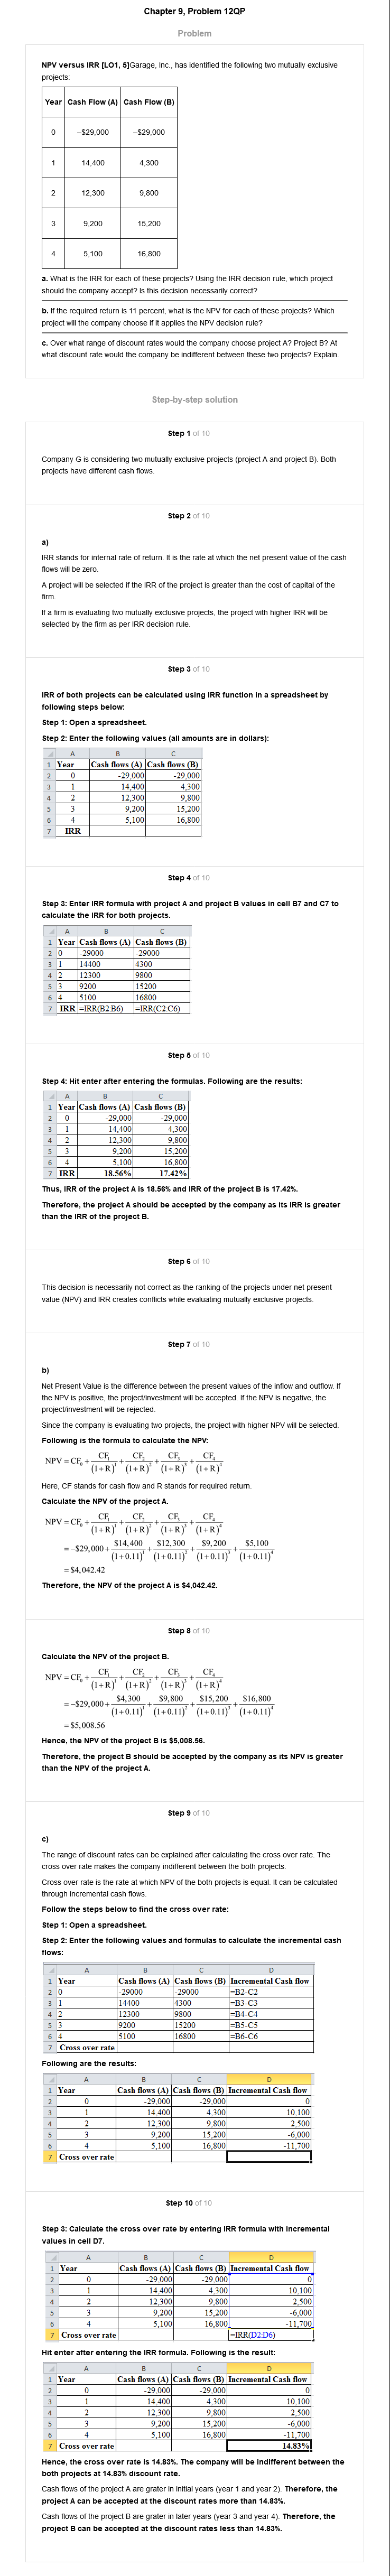 Chapter 9, Problem 12QP
Problem
NPV versus IRR [LO1, 5]Garage, Inc., has identified the following two mutually exclusive
projects:
Year Cash Flow (A) Cash Flow (B)
0 –$29,000 –$29,000
1 14,400 4,300
2 12,300 9,800
3 9,200 15,200
4 5,100 16,800
a. What is the IRR for each of these projects? Using the IRR decision rule, which project
should the company accept? Is this decision necessarily correct?
b. If the required return is 11 percent, what is the NPV for each of these projects? Which
project will the company choose if it applies the NPV decision rule?
c. Over what range of discount rates would the company choose project A? Project B? At
what discount rate would the company be indifferent between these two projects? Explain.
Step-by-step solution
Step 1 of 10
Company G is considering two mutually exclusive projects (project A and project B). Both
projects have different cash flows.
Step 2 of 10
a)
IRR stands for internal rate of return. It is the rate at which the net present value of the cash
flows will be zero.
A project will be selected if the IRR of the project is greater than the cost of capital of the
firm.
If a firm is evaluating two mutually exclusive projects, the project with higher IRR will be
selected by the firm as per IRR decision rule.
Step 3 of 10
IRR of both projects can be calculated using IRR function in a spreadsheet by
following steps below:
Step 1: Open a spreadsheet.
Step 2: Enter the following values (all amounts are in dollars):
A B C
1 Year Cash flows (A) Cash flows (B)
2 0 -29,000 -29,000
3 1 14,400 4,300
4 2 12,300 9,800
5 3 9,200 15,200
6 4 5,100 16,800
7 IRR
Step 4 of 10
Step 3: Enter IRR formula with project A and project B values in cell B7 and C7 to
calculate the IRR for both projects.
A B C
1 Year Cash flows (A) Cash flows (B)
2 0 -29000 -29000
3 1 14400 4300
4 2 12300 9800
5 3 9200 15200
6 4 5100 16800
7 IRR =IRR(B2:B6) =IRR(C2:C6)
Step 5 of 10
Step 4: Hit enter after entering the formulas. Following are the results:
A B C
1 Year Cash flows (A) Cash flows (B)
2 0 -29,000 -29,000
3 1 14,400 4,300
4 2 12,300 9,800
5 3 9,200 15,200
6 4 5,100 16,800
7 IRR 18.56% 17.42%
Thus, IRR of the project A is 18.56% and IRR of the project B is 17.42%.
Therefore, the project A should be accepted by the company as its IRR is greater
than the IRR of the project B.
Step 6 of 10
This decision is necessarily not correct as the ranking of the projects under net present
value (NPV) and IRR creates conflicts while evaluating mutually exclusive projects.
Step 7 of 10
b)
Net Present Value is the difference between the present values of the inflow and outflow. If
the NPV is positive, the project/investment will be accepted. If the NPV is negative, the
project/investment will be rejected.
Since the company is evaluating two projects, the project with higher NPV will be selected.
Following is the formula to calculate the NPV:
NPV = CF₀ + CF₁/(1+R)¹ + CF₂/(1+R)² + CF₃/(1+R)³ + CF₄/(1+R)⁴
Here, CF stands for cash flow and R stands for required return.
Calculate the NPV of the project A.
NPV = CF₀ + CF₁/(1+R)¹ + CF₂/(1+R)² + CF₃/(1+R)³ + CF₄/(1+R)⁴
= -$29,000 + $14,400/(1+0.11)¹ + $12,300/(1+0.11)² + $9,200/(1+0.11)³ + $5,100/(1+0.11)⁴
= $4,042.42
Therefore, the NPV of the project A is $4,042.42.
Step 8 of 10
Calculate the NPV of the project B.
NPV = CF₀ + CF₁/(1+R)¹ + CF₂/(1+R)² + CF₃/(1+R)³ + CF₄/(1+R)⁴
= -$29,000 + $4,300/(1+0.11)¹ + $9,800/(1+0.11)² + $15,200/(1+0.11)³ + $16,800/(1+0.11)⁴
= $5,008.56
Hence, the NPV of the project B is $5,008.56.
Therefore, the project B should be accepted by the company as its NPV is greater
than the NPV of the project A.
Step 9 of 10
c)
The range of discount rates can be explained after calculating the cross over rate. The
cross over rate makes the company indifferent between the both projects.
Cross over rate is the rate at which NPV of the both projects is equal. It can be calculated
through incremental cash flows.
Follow the steps below to find the cross over rate:
Step 1: Open a spreadsheet.
Step 2: Enter the following values and formulas to calculate the incremental cash
flows:
A B C D
1 Year Cash flows (A) Cash flows (B) Incremental Cash flow
2 0 -29000 -29000 =B2-C2
3 1 14400 4300 =B3-C3
4 2 12300 9800 =B4-C4
5 3 9200 15200 =B5-C5
6 4 5100 16800 =B6-C6
7 Cross over rate
Following are the results:
A B C D
1 Year Cash flows (A) Cash flows (B) Incremental Cash flow
2 0 -29,000 -29,000 0
3 1 14,400 4,300 10,100
4 2 12,300 9,800 2,500
5 3 9,200 15,200 -6,000
6 4 5,100 16,800 -11,700
7 Cross over rate
Step 10 of 10
Step 3: Calculate the cross over rate by entering IRR formula with incremental
values in cell D7.
A B C D
1 Year Cash flows (A) Cash flows (B) Incremental Cash flow
2 0 -29,000 -29,000 0
3 1 14,400 4,300 10,100
4 2 12,300 9,800 2,500
5 3 9,200 15,200 -6,000
6 4 5,100 16,800 -11,700
7 Cross over rate =IRR(D2:D6)
Hit enter after entering the IRR formula. Following is the result:
A B C D
1 Year Cash flows (A) Cash flows (B) Incremental Cash flow
2 0 -29,000 -29,000 0
3 1 14,400 4,300 10,100
4 2 12,300 9,800 2,500
5 3 9,200 15,200 -6,000
6 4 5,100 16,800 -11,700
7 Cross over rate 14.83%
Hence, the cross over rate is 14.83%. The company will be indifferent between the
both projects at 14.83% discount rate.
Cash flows of the project A are grater in initial years (year 1 and year 2). Therefore, the
project A can be accepted at the discount rates more than 14.83%.
Cash flows of the project B are grater in later years (year 3 and year 4). Therefore, the
project B can be accepted at the discount rates less than 14.83%.